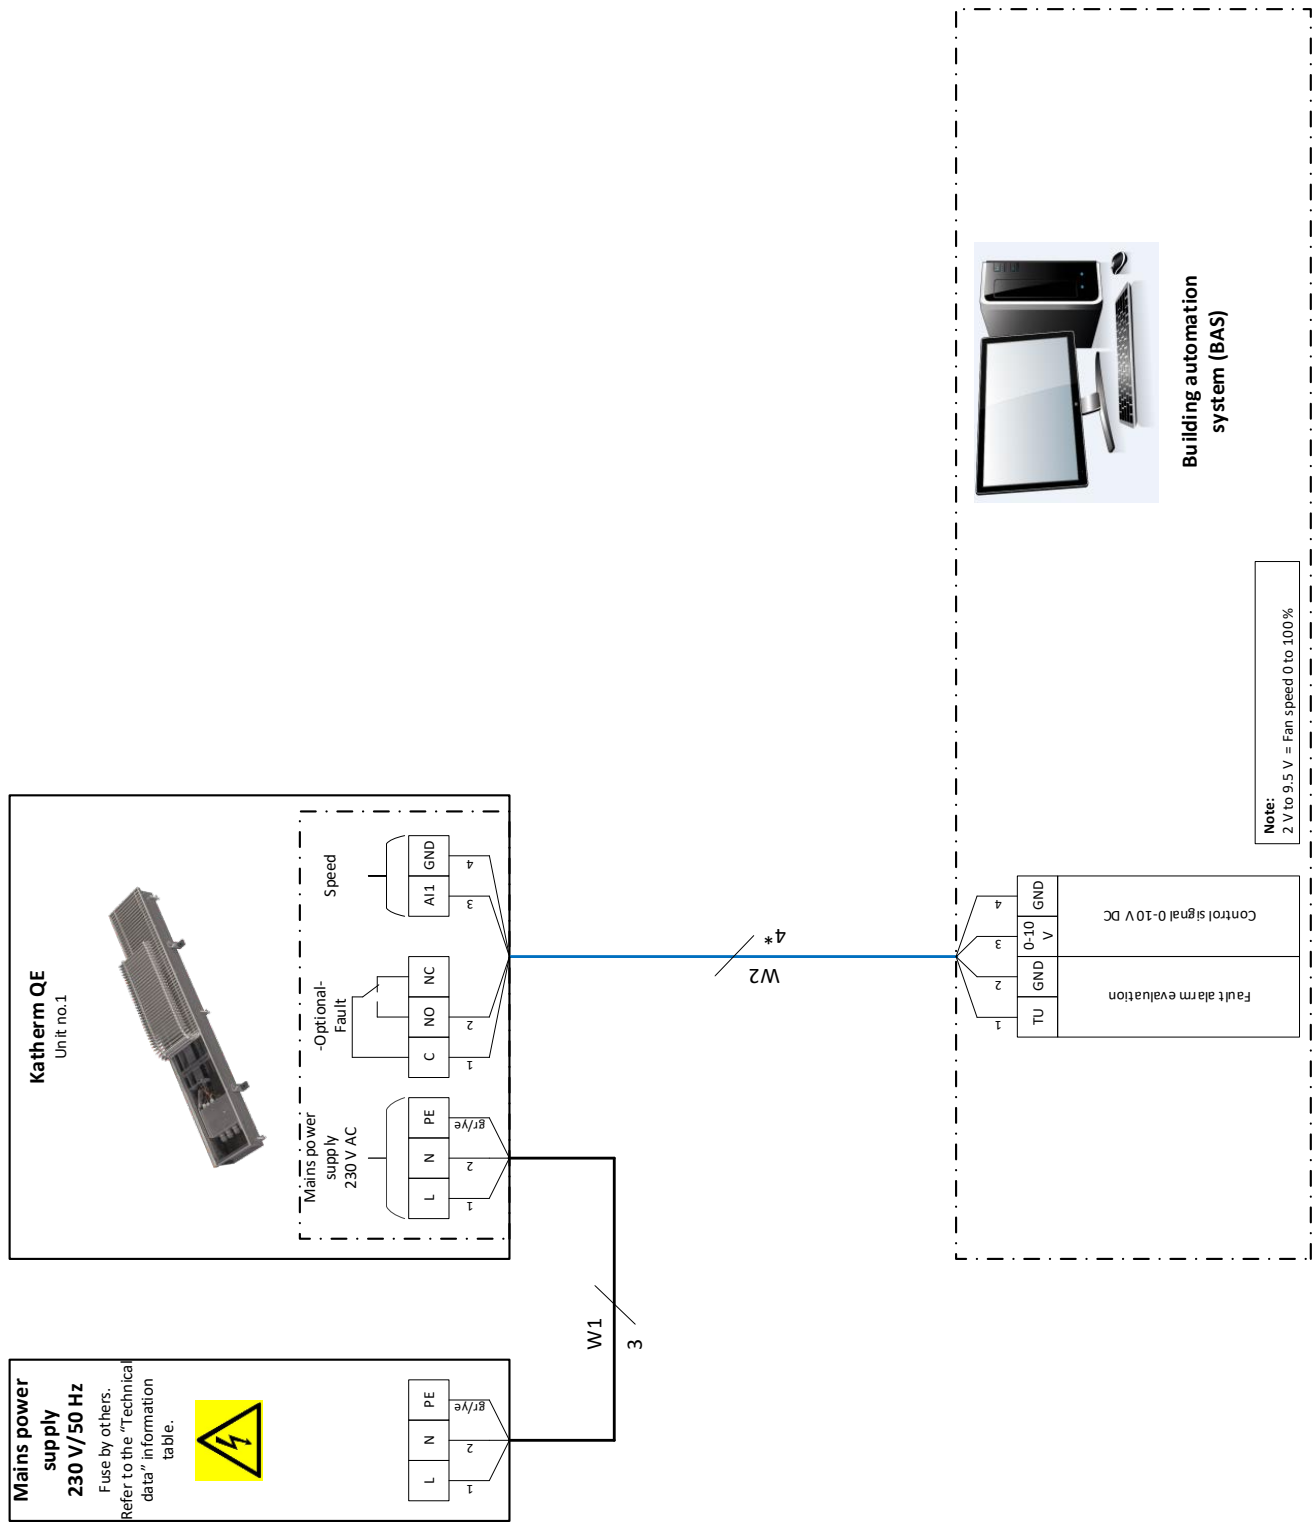 Mains power
supply
230 V/50 Hz
Fuse by others.
Refer to the "Technical
data" information
table.
L
N
PE
1
2
gr/ye
W1
3
Katherm QE
Unit no.1
Mains power
supply
230 V AC
L
N
PE
1
2
gr/ye
-Optional-
Fault
C
NO
NC
1
2
Speed
AI1
GND
3
4
W2
4*
1
2
3
4
TU
GND
0-10
V
GND
Fault alarm evaluation
Control signal 0-10 V DC
Note:
2 V to 9.5 V = Fan speed 0 to 100%
Building automation
system (BAS)